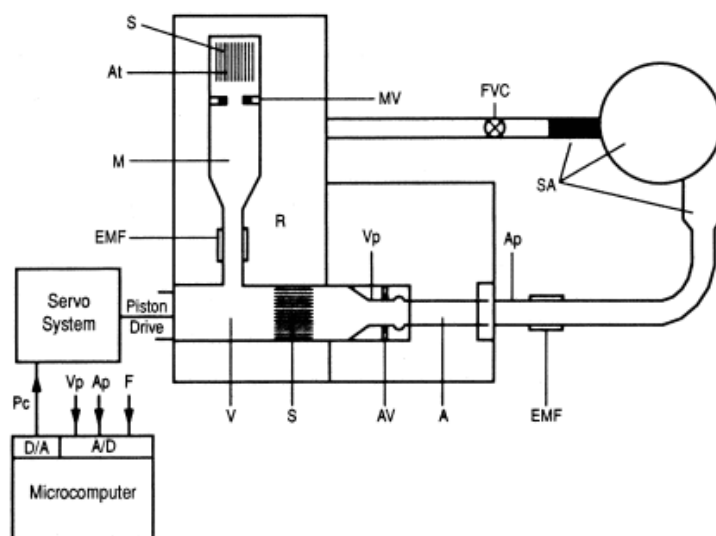 S
At
MV
FVC
M
SA
EMF
R
Vp
Ap
Servo
System
Piston
Drive
Pc
Vp
Ap
F
V
S
AV
A
EMF
D/A
A/D
Microcomputer